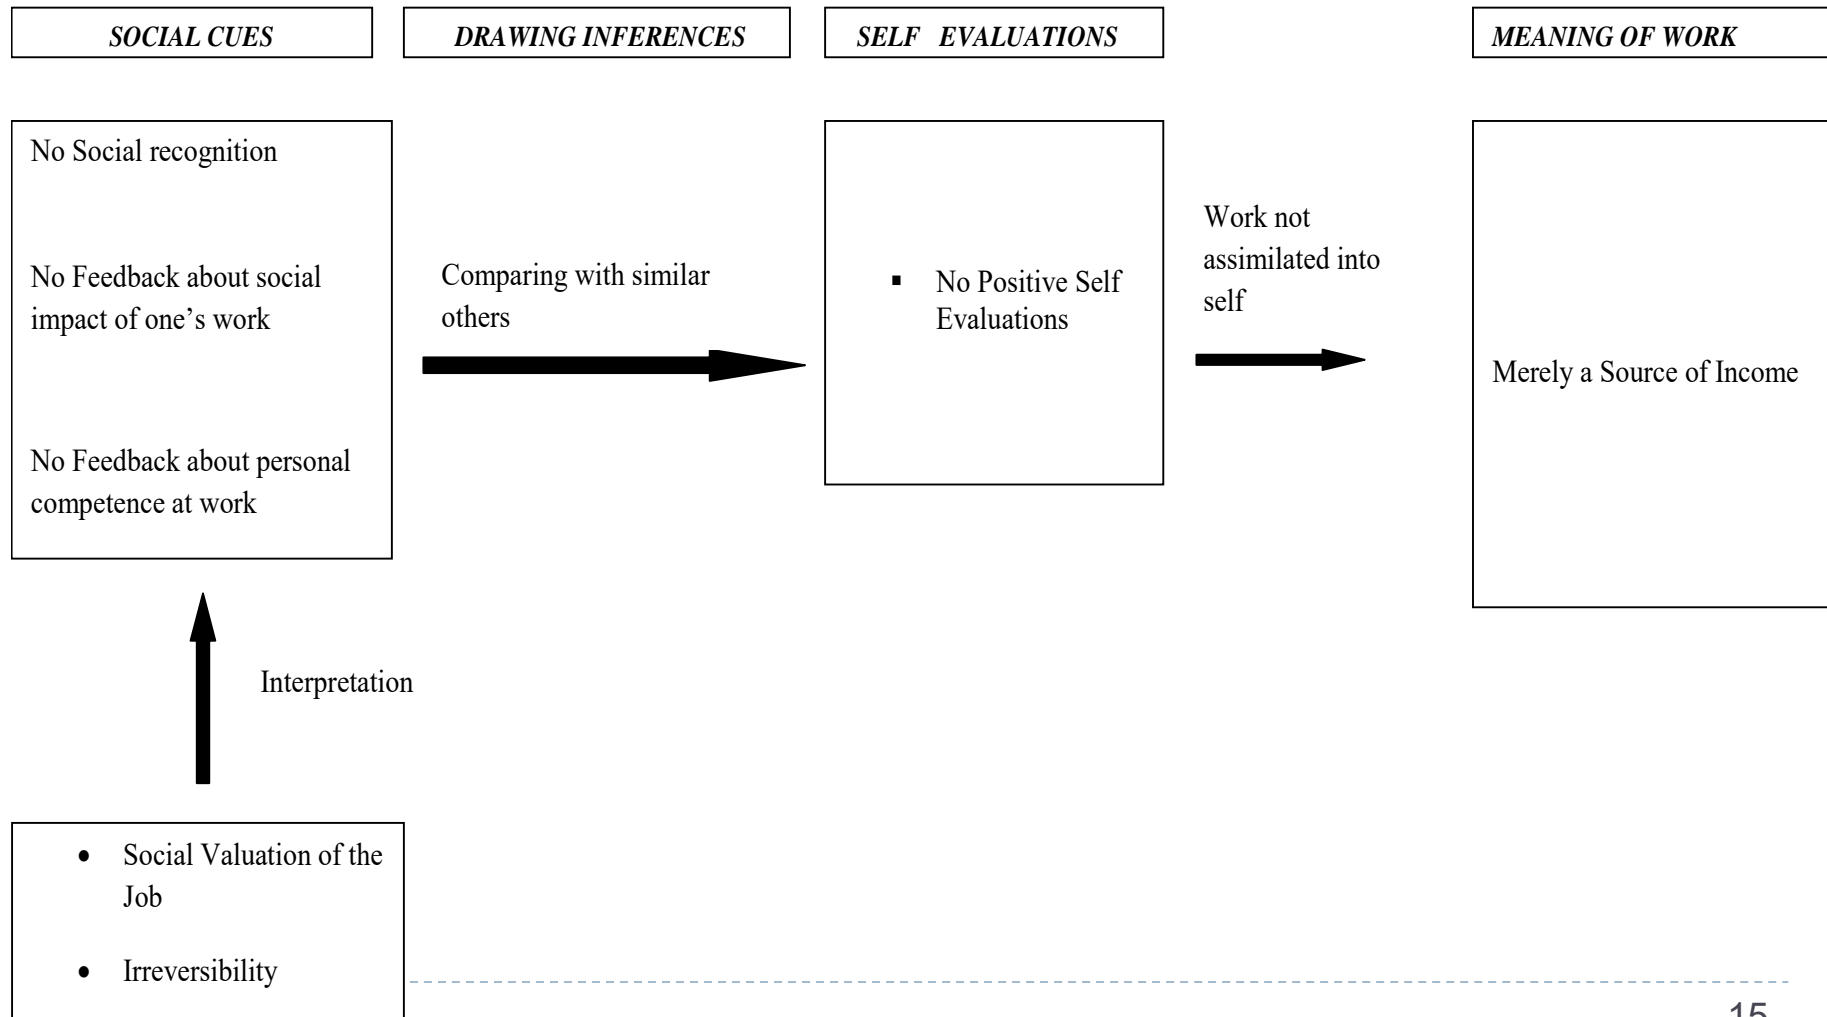 SOCIAL CUES
DRAWING INFERENCES
SELF EVALUATIONS
MEANING OF WORK
No Social recognition
No Feedback about social
impact of one’s work
No Feedback about personal
competence at work
Comparing with similar
others
▪ No Positive Self
Evaluations
Work not
assimilated into
self
Merely a Source of Income
Interpretation
• Social Valuation of the
Job
• Irreversibility
15